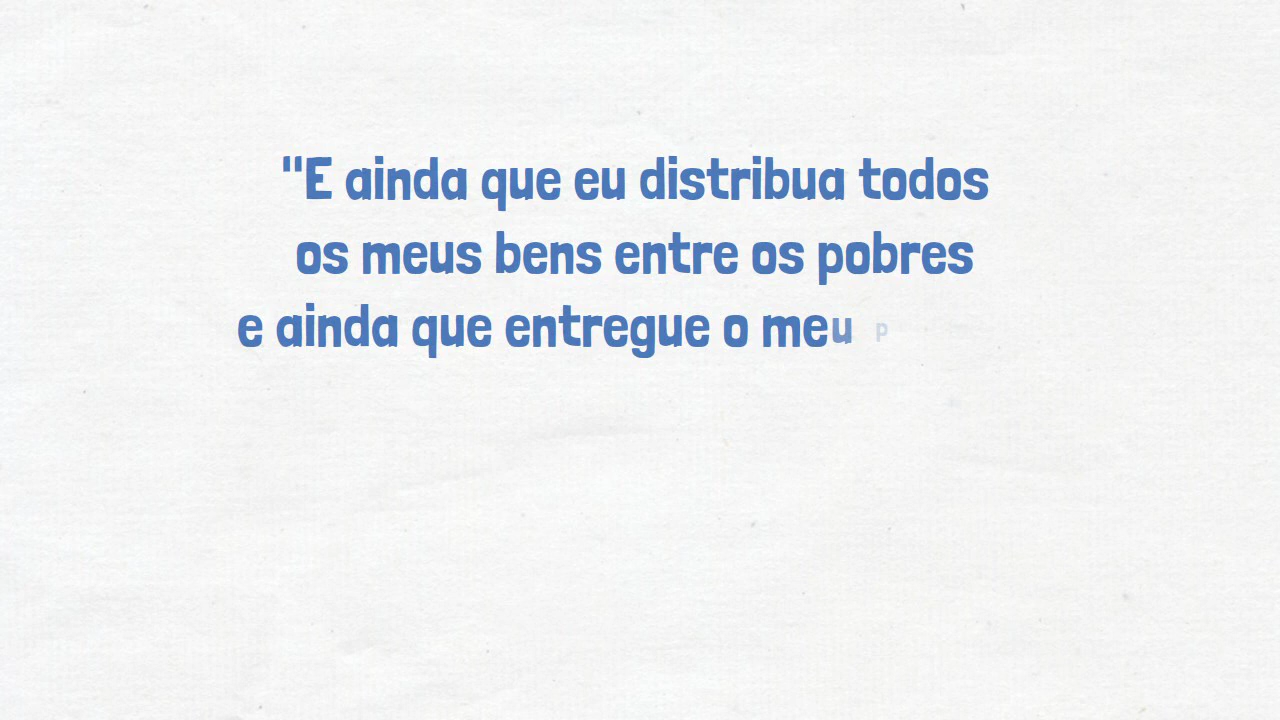 "E ainda que eu distribua todos
os meus bens entre os pobres
e ainda que entregue o meu p